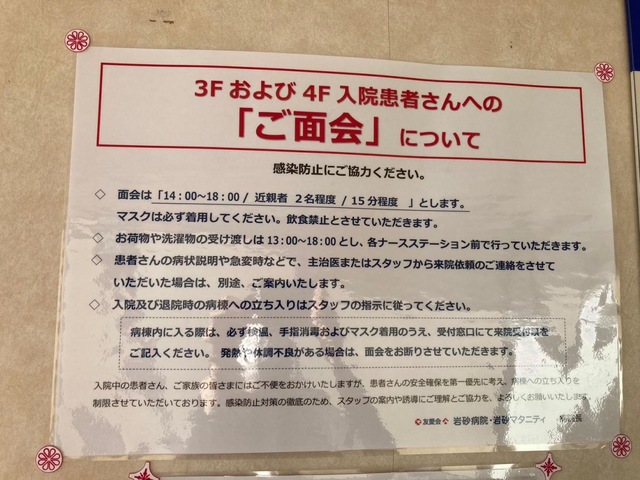 3Fおよび4F入院患者さんへの
「ご面会」について
感染防止にご協力ください。
◇ 面会は「14:00~18:00/ 近親者 2名程度 / 15分程度 」とします。
マスクは必ず着用してください。飲食禁止とさせていただきます。
◇ お荷物や洗濯物の受け渡しは13:00~18:00とし、各ナースステーション前で行っていただきます。
◇ 患者さんの病状説明や急変時などで、主治医またはスタッフから来院依頼のご連絡をさせて
いただいた場合は、別途、ご案内いたします。
◇ 入院及び退院時の病棟への立ち入りはスタッフの指示に従ってください。
病棟内に入る際は、必ず検温、手指消毒およびマスク着用のうえ、受付窓口にて来院受付票を
ご記入ください。 発熱や体調不良がある場合は、面会をお断りさせていただきます。
入院中の患者さん、ご家族の皆さまにはご不便をおかけいたしますが、患者さんの安全確保を第一優先に考え、病棟への立ち入りを
制限させていただいております。感染防止対策の徹底のため、スタッフの案内や誘導にご理解とご協力を、よろしくお願いいたします。
友愛会 岩砂病院・岩砂マタニティ